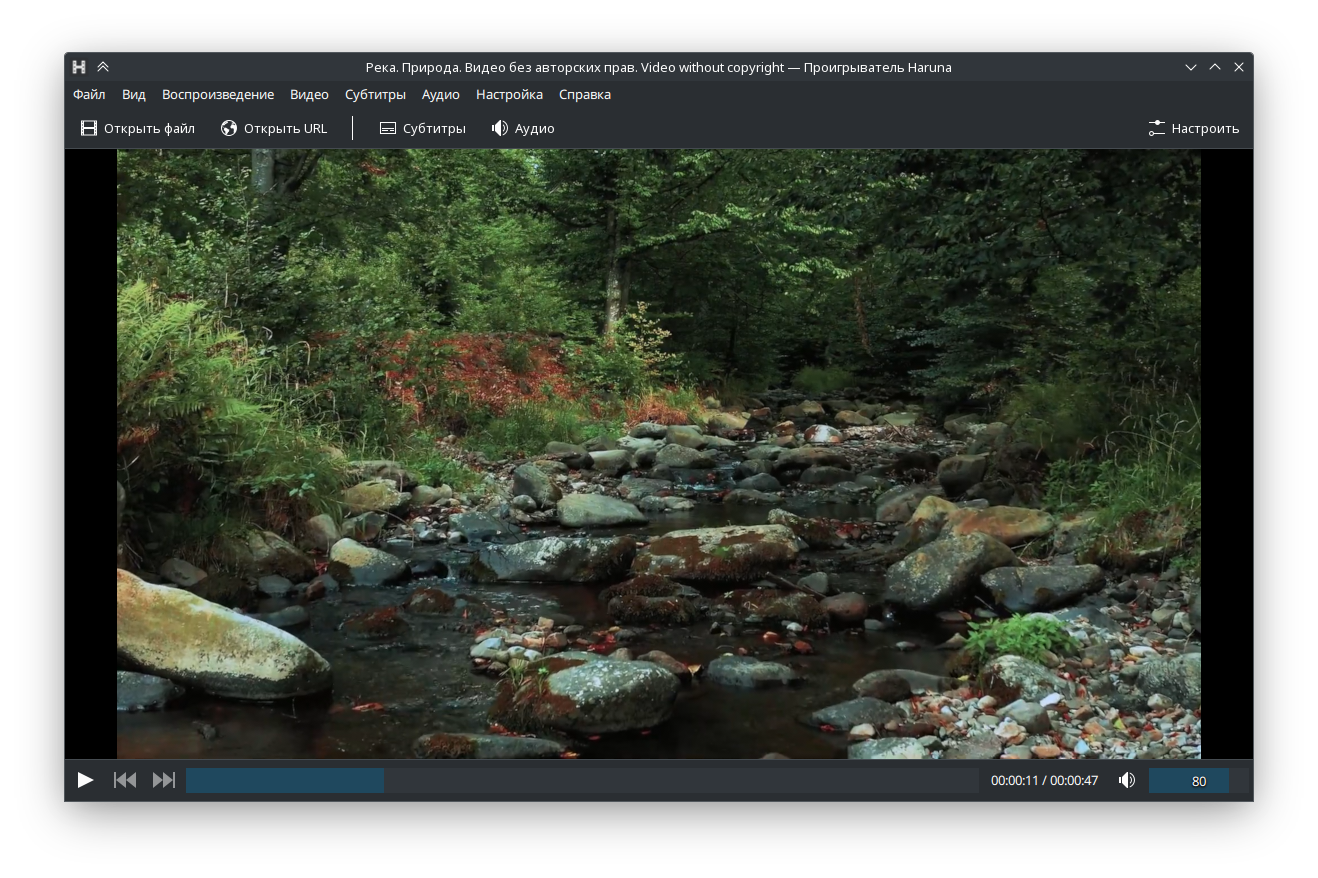 Река. Природа. Видео без авторских прав. Video without copyright — Проигрыватель Haruna
Файл Вид Воспроизведение Видео Субтитры Аудио Настройка Справка
Открыть файл Открыть URL Субтитры Аудио Настроить
00:00:11 / 00:00:47 80